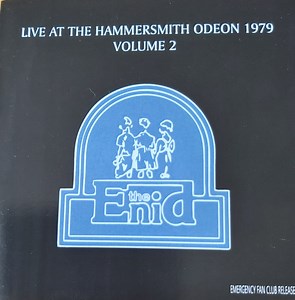 LIVE AT THE HAMMERSMITH ODEON 1979
VOLUME 2
the
Enid
EMERGENCY FAN CLUB RELEASE